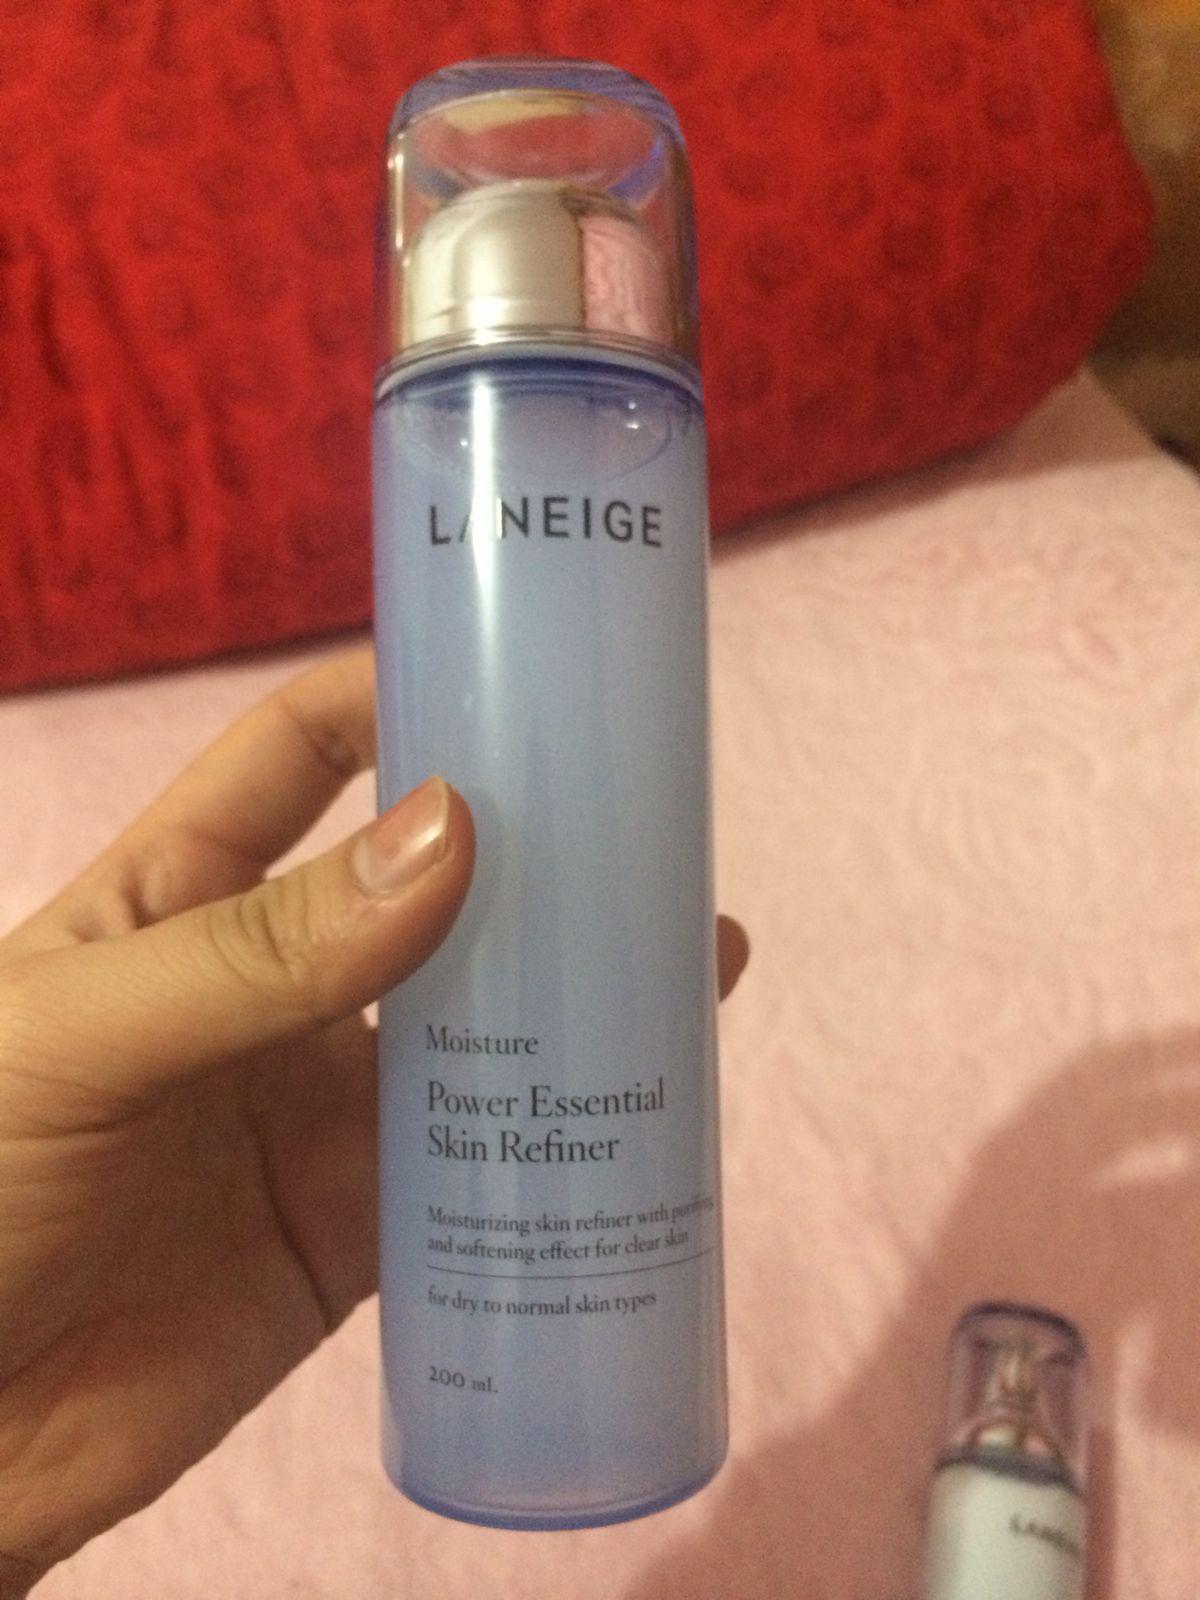 LANEIGE
Moisture
Power Essential
Skin Refiner
Moisturizing skin refiner with purifying
and softening effect for clear skin
for dry to normal skin types
200 mL